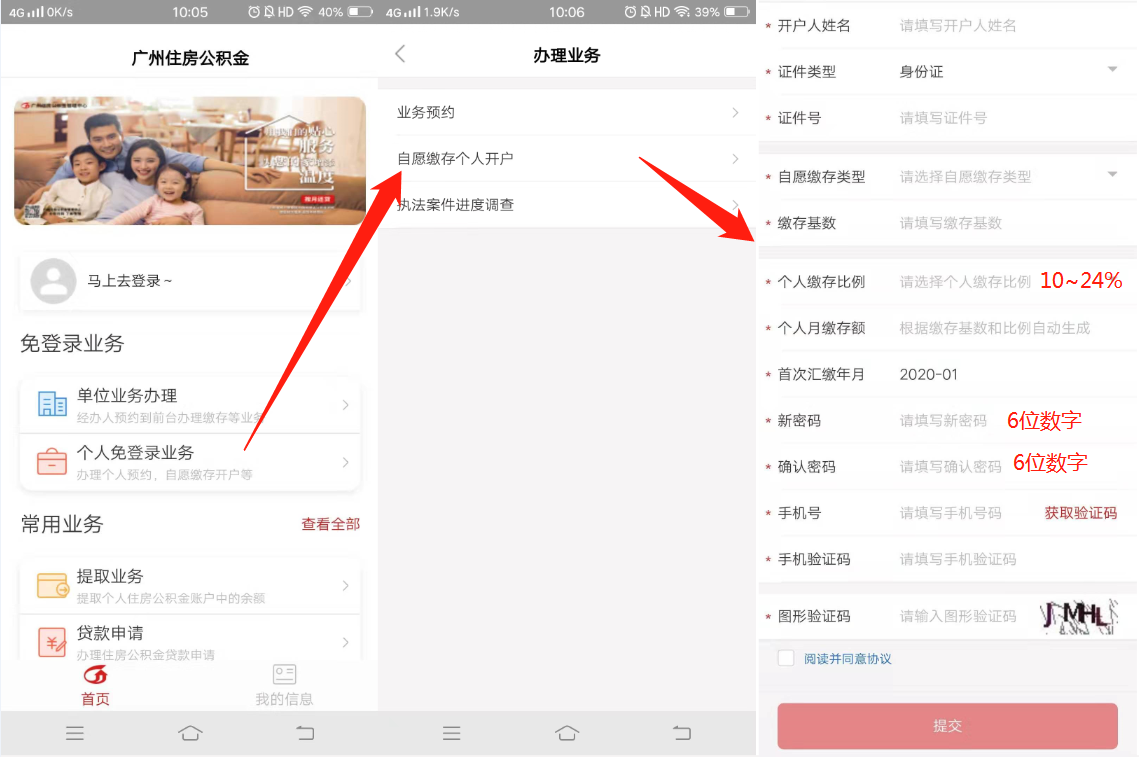 4G 0K/s 10:05 HD 40%
广州住房公积金
服务
温度
马上去登录~
免登录业务
单位业务办理
经办人预约到前台办理缴存等业务
个人免登录业务
办理个人预约，自愿缴存开户等
常用业务
查看全部
提取业务
提取个人住房公积金账户中的余额
贷款申请
办理住房公积金贷款申请
首页
我的信息
4G 1.9K/s 10:06 HD 39%
办理业务
业务预约
自愿缴存个人开户
执法案件进度调查
* 开户人姓名 请填写开户人姓名
* 证件类型 身份证
* 证件号 请填写证件号
* 自愿缴存类型 请选择自愿缴存类型
* 缴存基数 请填写缴存基数
* 个人缴存比例 请选择个人缴存比例 10~24%
* 个人月缴存额 根据缴存基数和比例自动生成
* 首次汇缴年月 2020-01
* 新密码 请填写新密码 6位数字
* 确认密码 请填写确认密码 6位数字
* 手机号 请填写手机号码 获取验证码
* 手机验证码 请填写手机验证码
* 图形验证码 请输入图形验证码 JMHL
阅读并同意协议
提交